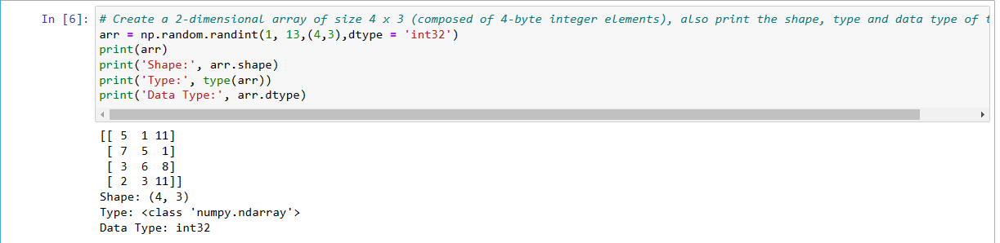 In [6]: # Create a 2-dimensional array of size 4 x 3 (composed of 4-byte integer elements), also print the shape, type and data type of
arr = np.random.randint(1, 13,(4,3),dtype = 'int32')
print(arr)
print('Shape:', arr.shape)
print('Type:', type(arr))
print('Data Type:', arr.dtype)
[[ 5  1 11]
 [ 7  5  1]
 [ 3  6  8]
 [ 2  3 11]]
Shape: (4, 3)
Type: <class 'numpy.ndarray'>
Data Type: int32